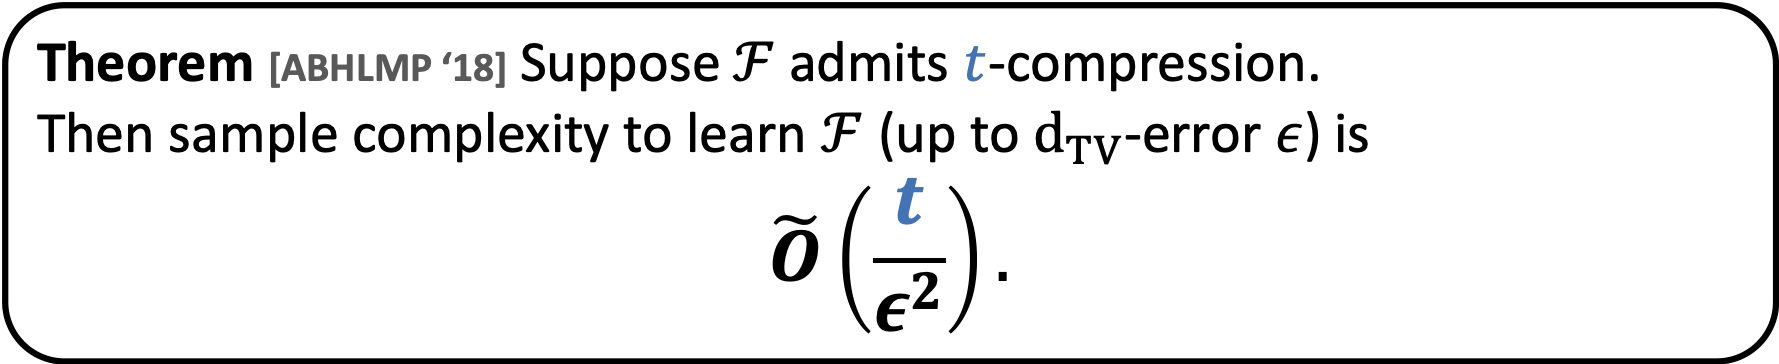 Theorem [ABHLMP ‘18] Suppose ℱ admits t-compression.
Then sample complexity to learn ℱ (up to d_TV-error ϵ) is
Õ(t/ϵ²).